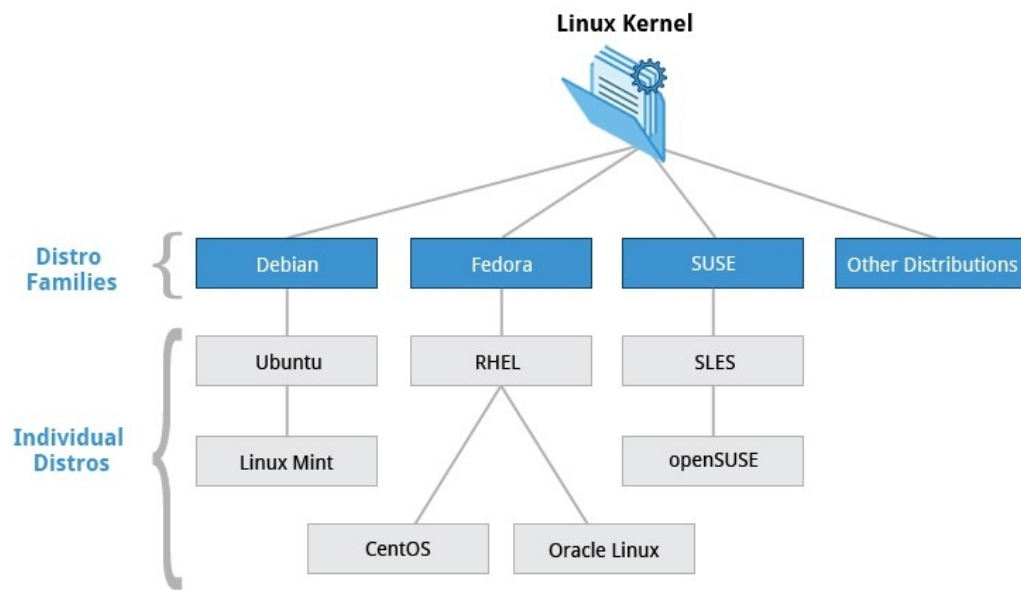 Linux Kernel
Distro
Families
Debian
Fedora
SUSE
Other Distributions
Individual
Distros
Ubuntu
RHEL
SLES
Linux Mint
openSUSE
CentOS
Oracle Linux